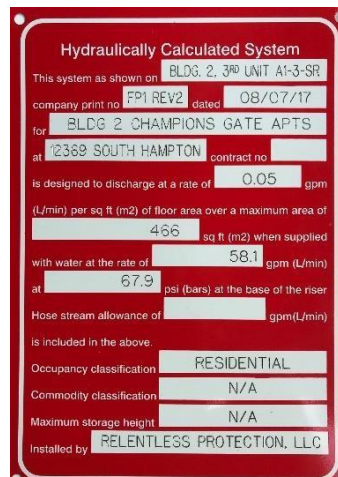 Hydraulically Calculated System
This system as shown on BLDG. 2, 3RD UNIT A1-3-SR
company print no FP1 REV2 dated 08/07/17
for BLDG 2 CHAMPIONS GATE APTS
at 12389 SOUTH HAMPTON contract no
is designed to discharge at a rate of 0.05 gpm
(L/min) per sq ft (m2) of floor area over a maximum area of
466 sq ft (m2) when supplied
with water at the rate of 58.1 gpm (L/min)
at 67.9 psi (bars) at the base of the riser
Hose stream allowance of gpm(L/min)
is included in the above.
Occupancy classification RESIDENTIAL
Commodity classification N/A
Maximum storage height N/A
Installed by RELENTLESS PROTECTION, LLC